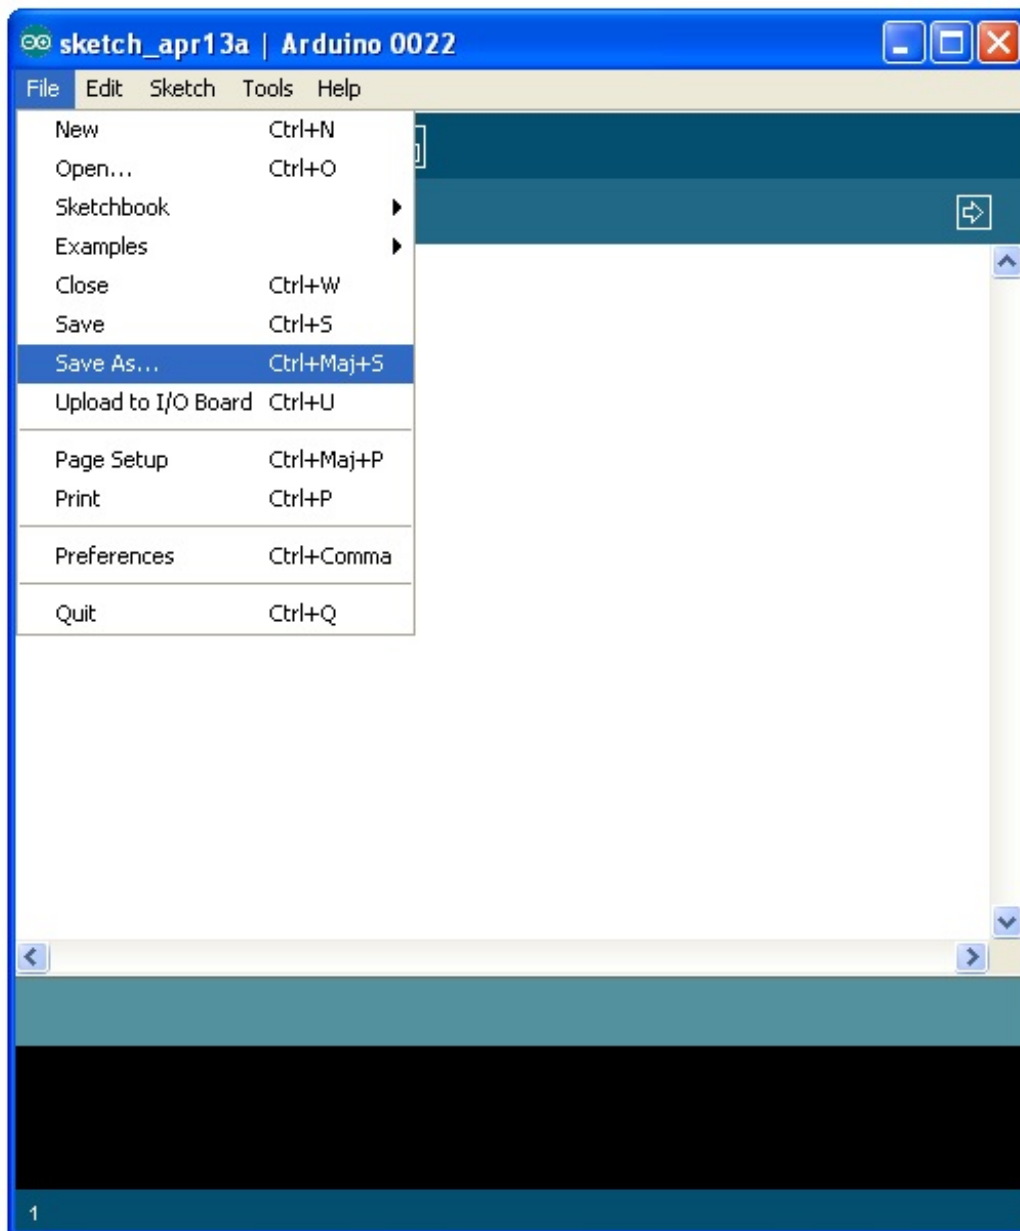 sketch_apr13a | Arduino 0022
File Edit Sketch Tools Help
New Ctrl+N
Open... Ctrl+O
Sketchbook
Examples
Close Ctrl+W
Save Ctrl+S
Save As... Ctrl+Maj+S
Upload to I/O Board Ctrl+U
Page Setup Ctrl+Maj+P
Print Ctrl+P
Preferences Ctrl+Comma
Quit Ctrl+Q
1